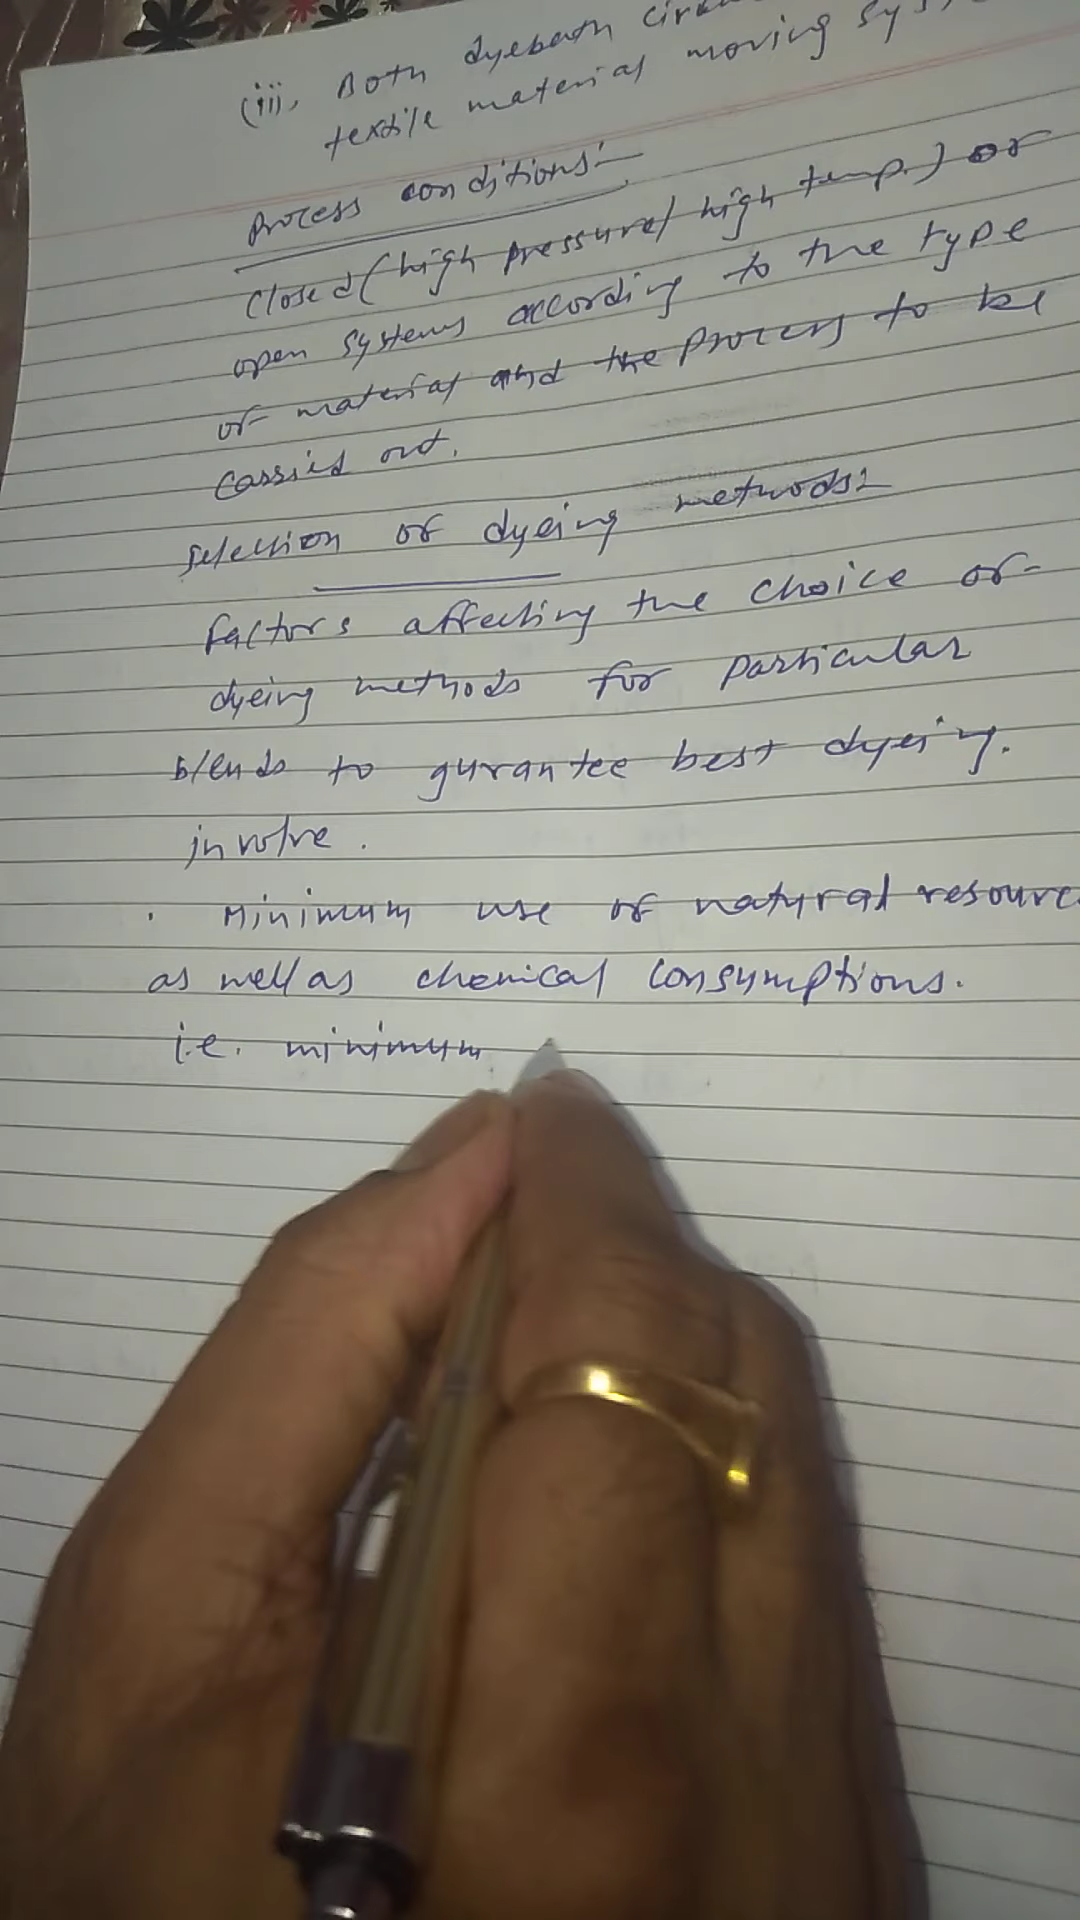 (iii), Both dyebath
textile material moving
Process conditions:-
Closed (high pressure/ high temp.) or
open systems according to the type
of material and the process to be
carried out.
selection of dyeing methods:-
factors affecting the choice of
dyeing methods for particular
blends to gurantee best dyeing.
involve.
. Minimum use of natural
as well as chemical consumptions.
i.e. minimum